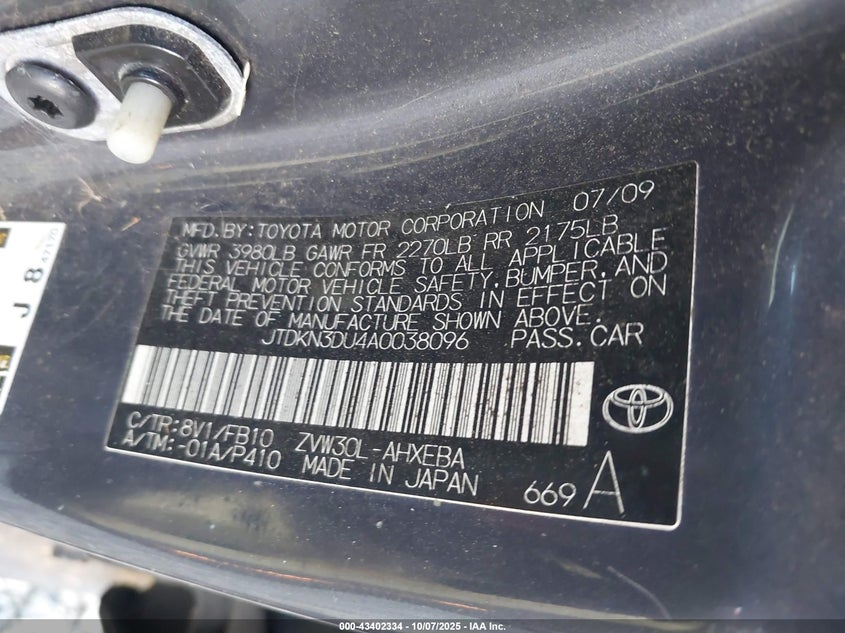 MFD. BY: TOYOTA MOTOR CORPORATION 07/09
GVWR 3980LB GAWR FR 2270LB RR 2175LB
THIS VEHICLE CONFORMS TO ALL APPLICABLE
FEDERAL MOTOR VEHICLE SAFETY, BUMPER, AND
THEFT PREVENTION STANDARDS IN EFFECT ON
THE DATE OF MANUFACTURE SHOWN ABOVE.
JTDKN3DU4A0038096 PASS. CAR
C/TR: 8V1/FB10 ZVW30L-AHXEBA
A/TM: -01A/P410 MADE IN JAPAN
669 A
J 8
000-43402334 | 10/07/2025 | IAA Inc.